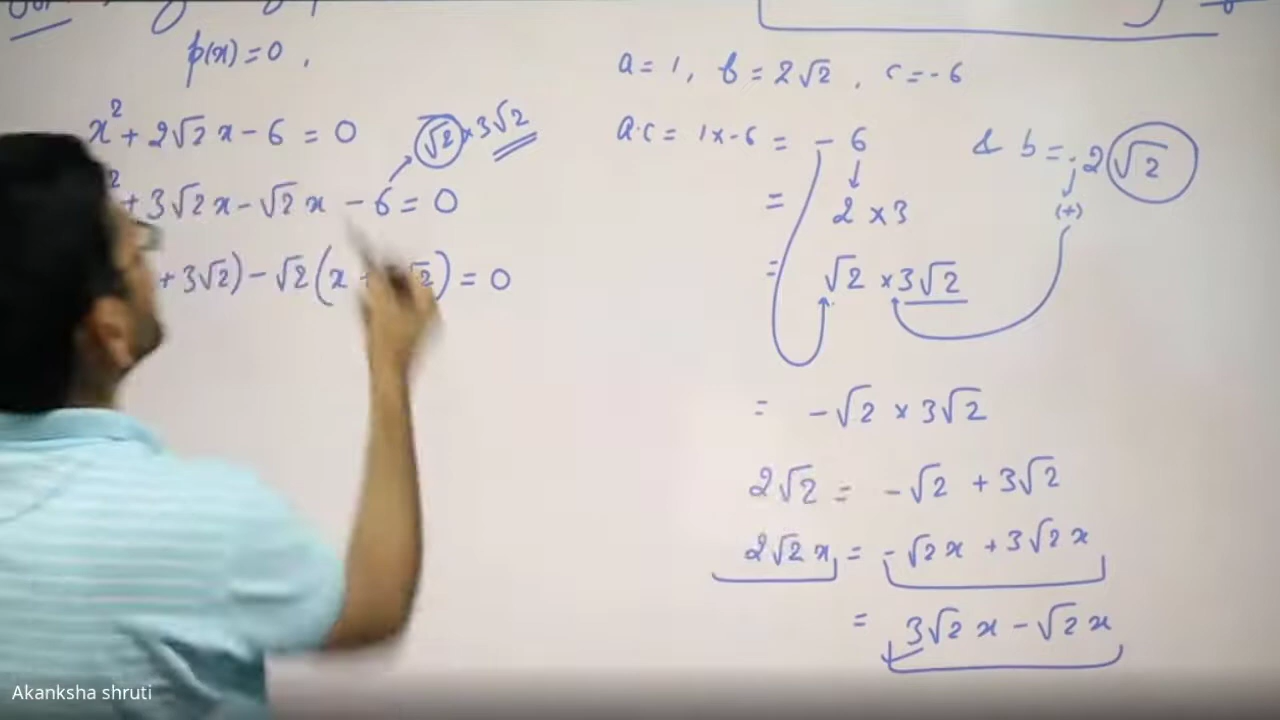 p(x) = 0 ,
x² + 2√2 x - 6 = 0
√2 × 3√2
² + 3√2 x - √2 x - 6 = 0
+ 3√2) - √2 (x + √2) = 0
a = 1, b = 2√2 , c = -6
a·c = 1 × -6 = - 6 & b = 2√2
(+)
= 2 × 3
= √2 × 3√2
= -√2 × 3√2
2√2 = -√2 + 3√2
2√2 x = -√2 x + 3√2 x
= 3√2 x - √2 x
Akanksha shruti